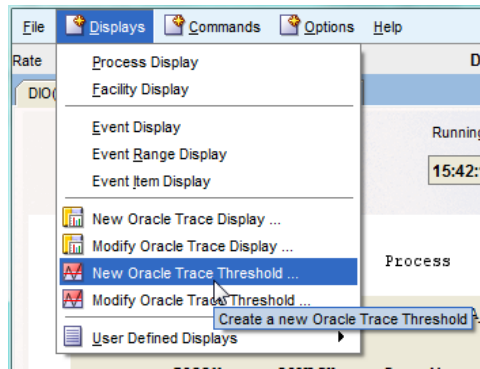 File Displays Commands Options Help
Rate D
Process Display
DIO(
Facility Display
Event Display
Running
Event Range Display
15:42:
Event Item Display
New Oracle Trace Display ...
Modify Oracle Trace Display ...
Process
New Oracle Trace Threshold ...
Modify Oracle Trace Threshold ...
Create a new Oracle Trace Threshold
User Defined Displays